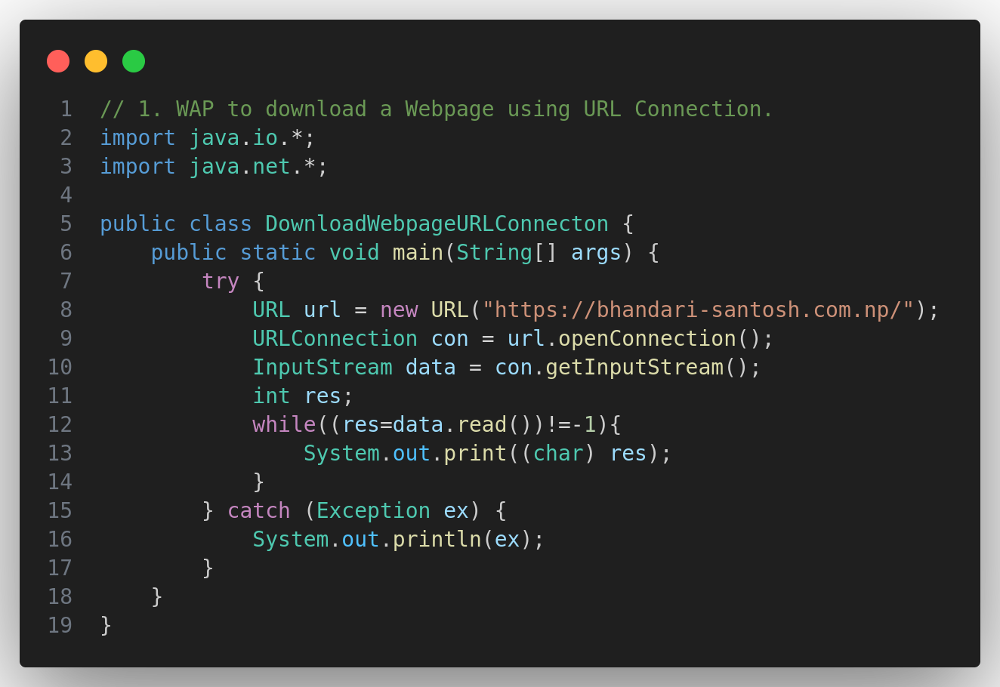 1 // 1. WAP to download a Webpage using URL Connection.
2 import java.io.*;
3 import java.net.*;
4
5 public class DownloadWebpageURLConnecton {
6     public static void main(String[] args) {
7         try {
8             URL url = new URL("https://bhandari-santosh.com.np/");
9             URLConnection con = url.openConnection();
10             InputStream data = con.getInputStream();
11             int res;
12             while((res=data.read())!=-1){
13                 System.out.print((char) res);
14             }
15         } catch (Exception ex) {
16             System.out.println(ex);
17         }
18     }
19 }